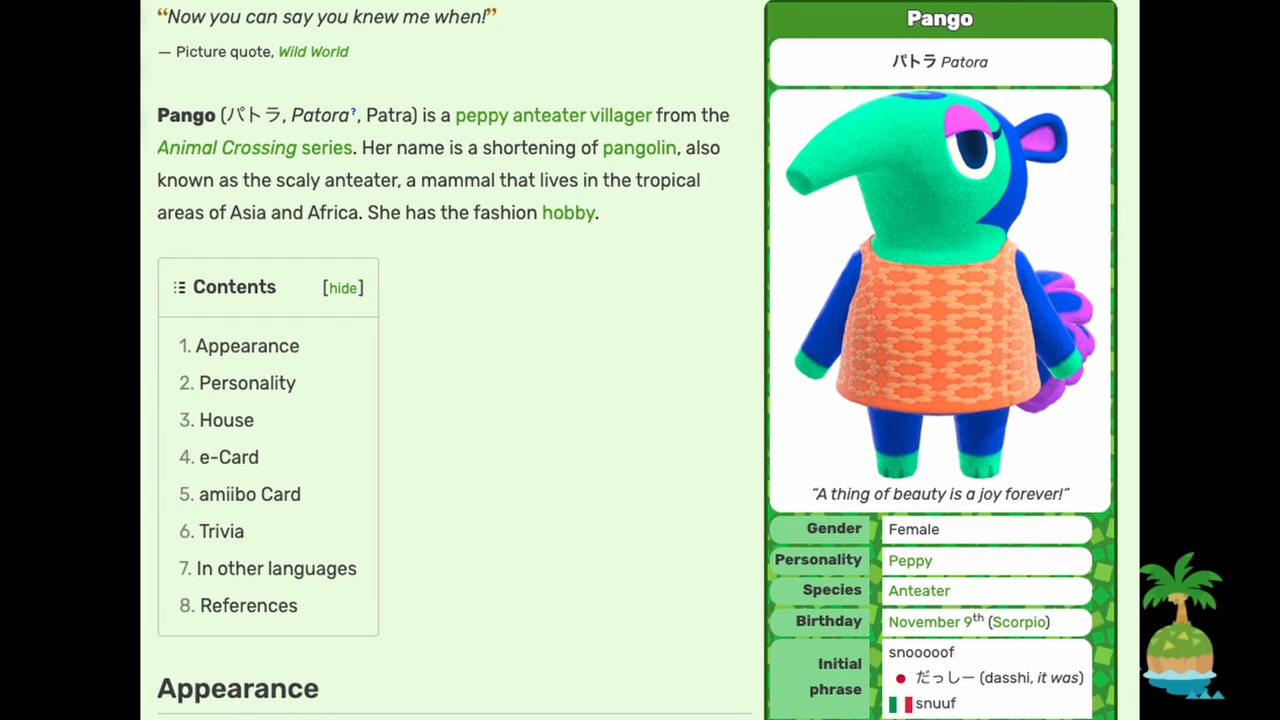 “Now you can say you knew me when!”
— Picture quote, Wild World
Pango (パトラ, Patora?, Patra) is a peppy anteater villager from the
Animal Crossing series. Her name is a shortening of pangolin, also
known as the scaly anteater, a mammal that lives in the tropical
areas of Asia and Africa. She has the fashion hobby.
Contents [hide]
1. Appearance
2. Personality
3. House
4. e-Card
5. amiibo Card
6. Trivia
7. In other languages
8. References
Appearance
Pango
パトラ Patora
“A thing of beauty is a joy forever!”
Gender Female
Personality Peppy
Species Anteater
Birthday November 9th (Scorpio)
Initial phrase
snooooof
だっしー (dasshi, it was)
snuuf